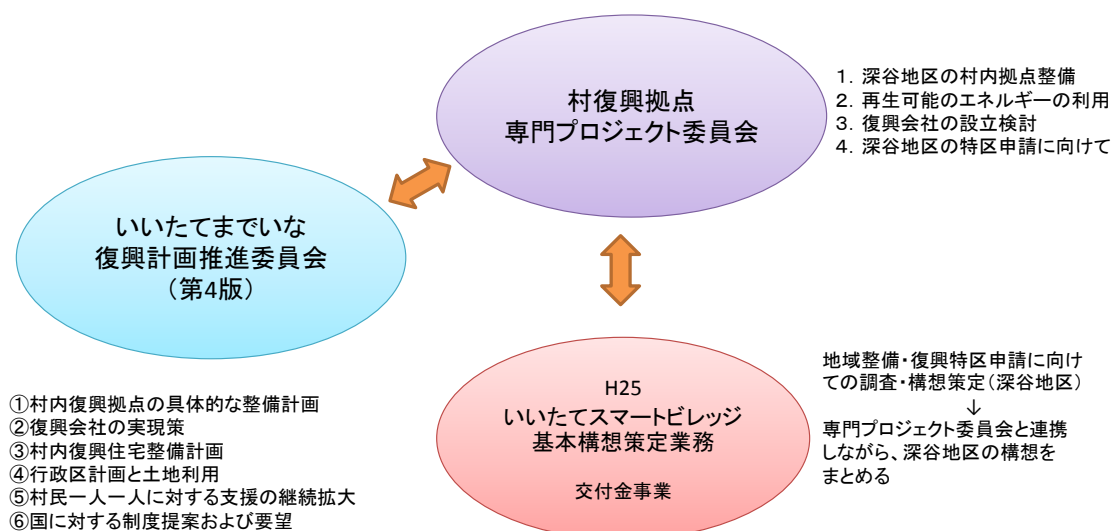 村復興拠点
専門プロジェクト委員会
1．深谷地区の村内拠点整備
2．再生可能のエネルギーの利用
3．復興会社の設立検討
4．深谷地区の特区申請に向けて
いいたてまでいな
復興計画推進委員会
（第4版）
①村内復興拠点の具体的な整備計画
②復興会社の実現策
③村内復興住宅整備計画
④行政区計画と土地利用
⑤村民一人一人に対する支援の継続拡大
⑥国に対する制度提案および要望
H25
いいたてスマートビレッジ
基本構想策定業務
交付金事業
地域整備・復興特区申請に向け
ての調査・構想策定（深谷地区）
↓
専門プロジェクト委員会と連携
しながら、深谷地区の構想を
まとめる